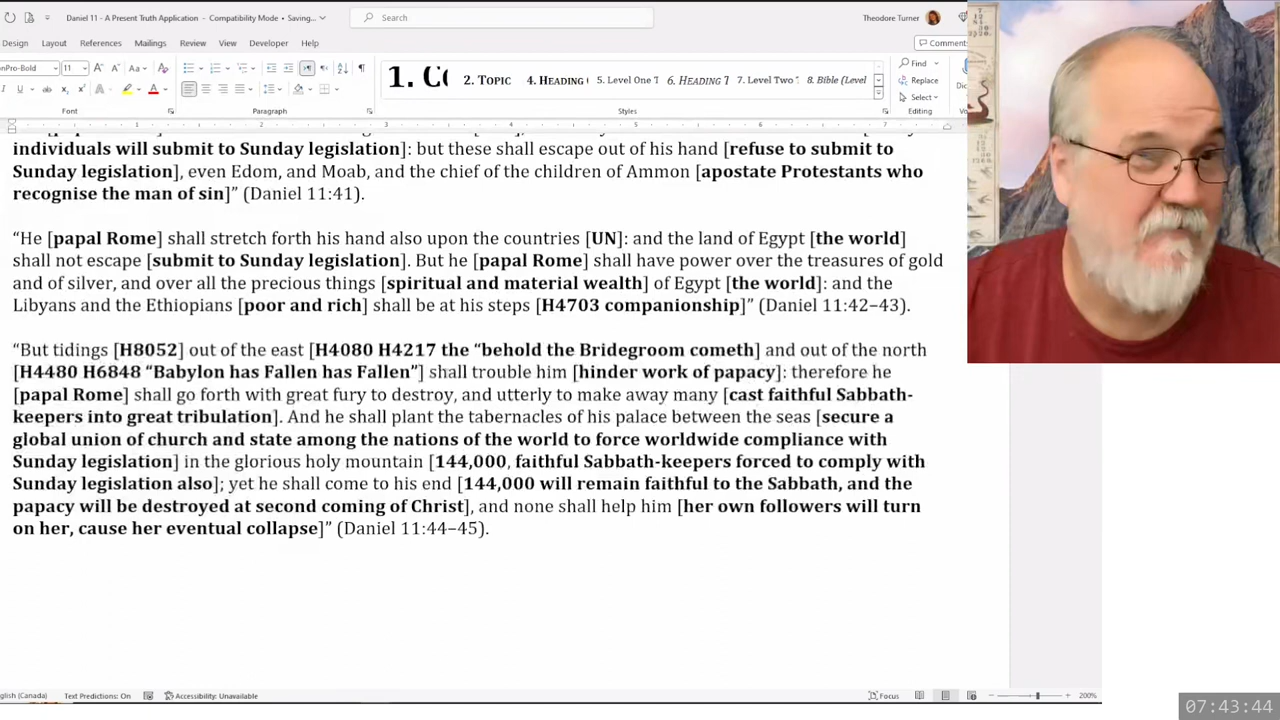 Daniel 11 - A Present Truth Application - Compatibility Mode • Saving...
Search
Theodore Turner
Design Layout References Mailings Review View Developer Help
Comment
nPro-Bold 11
1. 2. TOPIC 4. HEADING 5. Level One 6. HEADING 7. Level Two 8. Bible (Level
Find
Replace
Select
Font Paragraph Styles Editing
1 2 3 4 5 6 7
individuals will submit to Sunday legislation]: but these shall escape out of his hand [refuse to submit to
Sunday legislation], even Edom, and Moab, and the chief of the children of Ammon [apostate Protestants who
recognise the man of sin]” (Daniel 11:41).
“He [papal Rome] shall stretch forth his hand also upon the countries [UN]: and the land of Egypt [the world]
shall not escape [submit to Sunday legislation]. But he [papal Rome] shall have power over the treasures of gold
and of silver, and over all the precious things [spiritual and material wealth] of Egypt [the world]: and the
Libyans and the Ethiopians [poor and rich] shall be at his steps [H4703 companionship]” (Daniel 11:42–43).
“But tidings [H8052] out of the east [H4080 H4217 the “behold the Bridegroom cometh] and out of the north
[H4480 H6848 “Babylon has Fallen has Fallen”] shall trouble him [hinder work of papacy]: therefore he
[papal Rome] shall go forth with great fury to destroy, and utterly to make away many [cast faithful Sabbath-
keepers into great tribulation]. And he shall plant the tabernacles of his palace between the seas [secure a
global union of church and state among the nations of the world to force worldwide compliance with
Sunday legislation] in the glorious holy mountain [144,000, faithful Sabbath-keepers forced to comply with
Sunday legislation also]; yet he shall come to his end [144,000 will remain faithful to the Sabbath, and the
papacy will be destroyed at second coming of Christ], and none shall help him [her own followers will turn
on her, cause her eventual collapse]” (Daniel 11:44–45).
glish (Canada) Text Predictions: On Accessibility: Unavailable Focus 200%
07:43:44